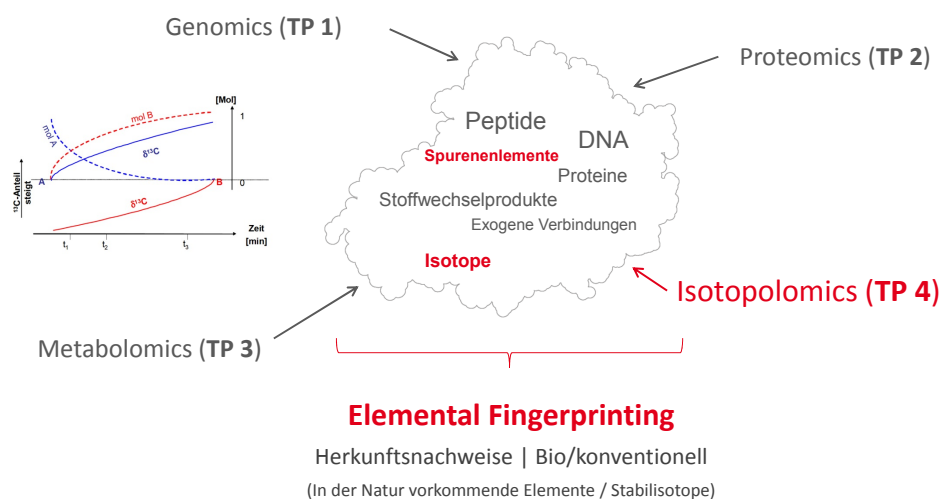 Genomics (TP 1)
Proteomics (TP 2)
[Mol]
mol B
1
mol A
δ¹³C
Peptide
DNA
Spurenenlemente
Proteine
¹³C-Anteil
steigt
A
B
0
Stoffwechselprodukte
δ¹³C
Exogene Verbindungen
Zeit
[min]
t₁
t₂
t₃
Isotope
Isotopolomics (TP 4)
Metabolomics (TP 3)
Elemental Fingerprinting
Herkunftsnachweise | Bio/konventionell
(In der Natur vorkommende Elemente / Stabilisotope)